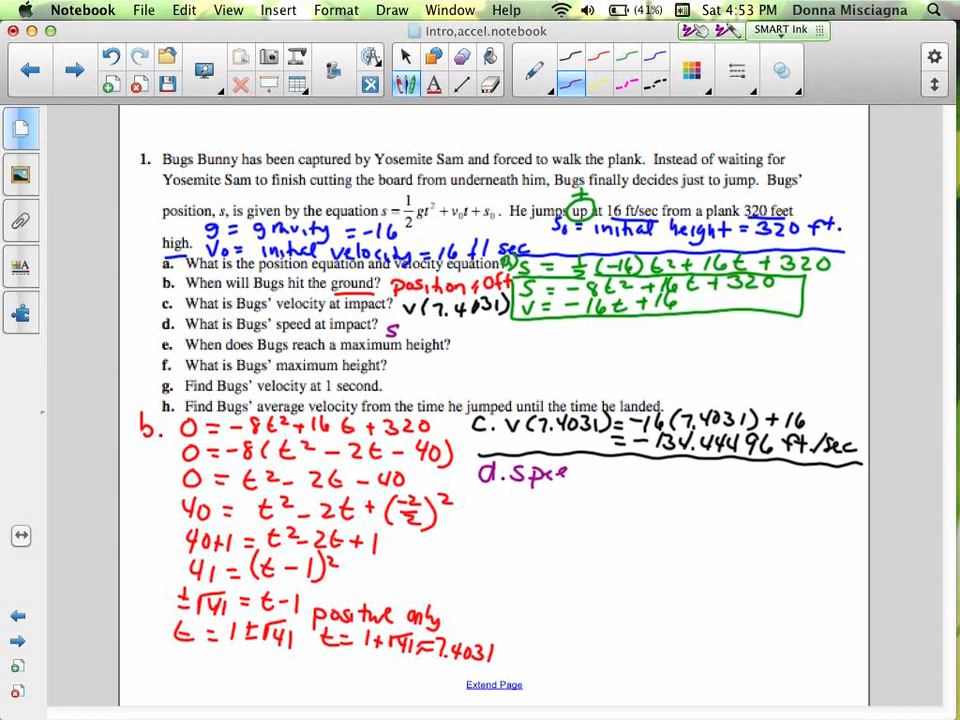 Notebook File Edit View Insert Format Draw Window Help (41%) Sat 4:53 PM Donna Misciagna
Intro,accel.notebook
SMART Ink
1. Bugs Bunny has been captured by Yosemite Sam and forced to walk the plank. Instead of waiting for
Yosemite Sam to finish cutting the board from underneath him, Bugs finally decides just to jump. Bugs'
+
position, s, is given by the equation s = 1/2 gt² + v₀t + s₀. He jumps up at 16 ft/sec from a plank 320 feet
g = gravity = -16
s₀ = initial height = 320 ft.
high. V₀ = initial velocity = 16 ft/sec
a. What is the position equation and velocity equation?
a) s = 1/2(-16)t² + 16t + 320
s = -8t² + 16t + 320
v = -16t + 16
b. When will Bugs hit the ground? position 0ft
c. What is Bugs' velocity at impact? v(7.4031)
d. What is Bugs' speed at impact? s
e. When does Bugs reach a maximum height?
f. What is Bugs' maximum height?
g. Find Bugs' velocity at 1 second.
h. Find Bugs' average velocity from the time he jumped until the time he landed.
b. 0 = -8t² + 16t + 320
0 = -8(t² - 2t - 40)
0 = t² - 2t - 40
40 = t² - 2t + (-2/2)²
40+1 = t² - 2t + 1
41 = (t - 1)²
±√41 = t - 1 positive only
t = 1 ± √41 t = 1+√41 ≈ 7.4031
c. v(7.4031) = -16(7.4031) + 16
= -134.44496 ft./sec
d. spee
Extend Page